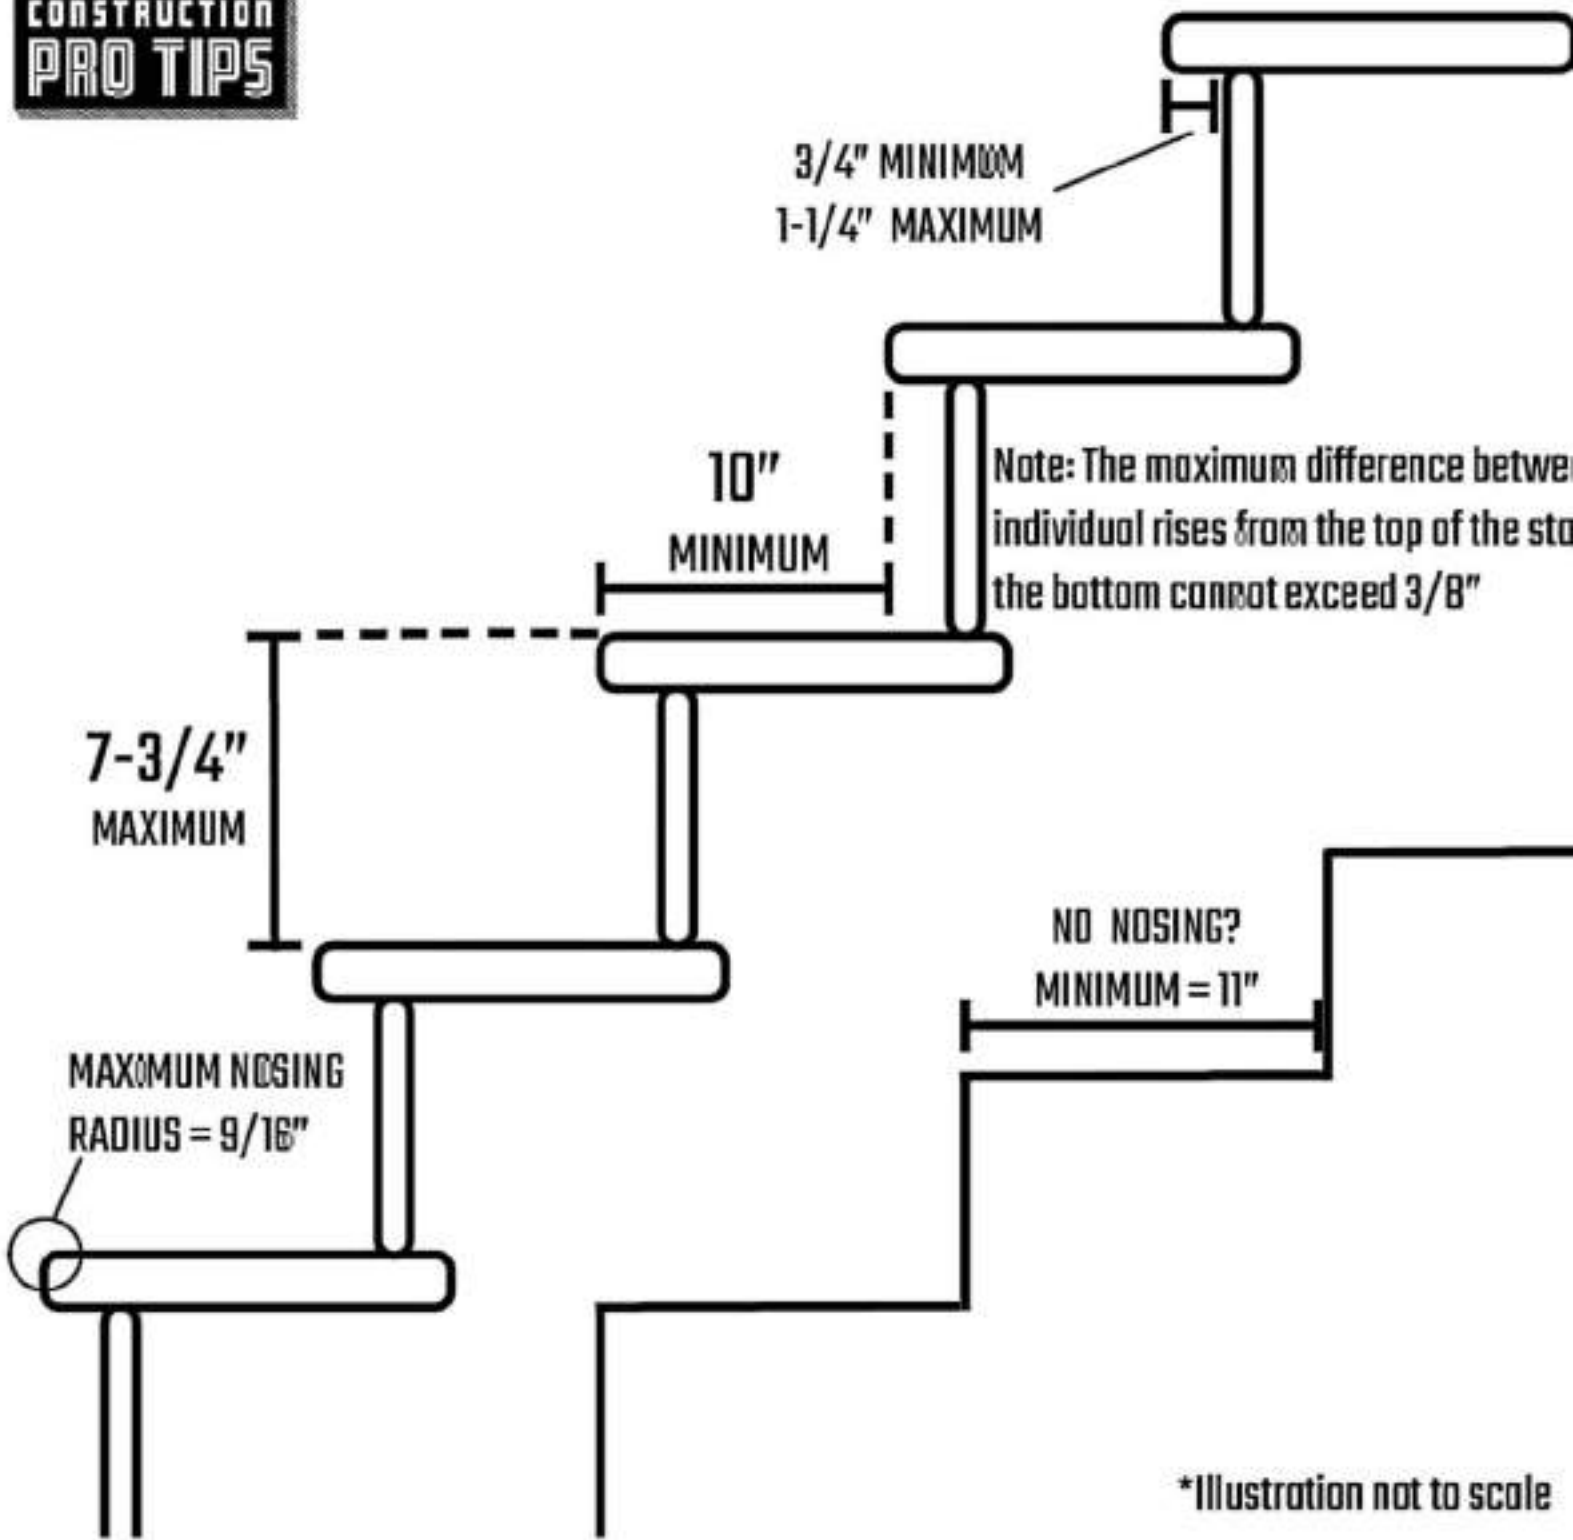 CONSTRUCTION
PRO TIPS
3/4" MINIMUM
1-1/4" MAXIMUM
10"
MINIMUM
Note: The maximum difference
individual rises from the top of the
the bottom cannot exceed 3/8"
7-3/4"
MAXIMUM
NO NOSING?
MINIMUM = 11"
MAXIMUM NOSING
RADIUS = 9/16"
*Illustration not to scale